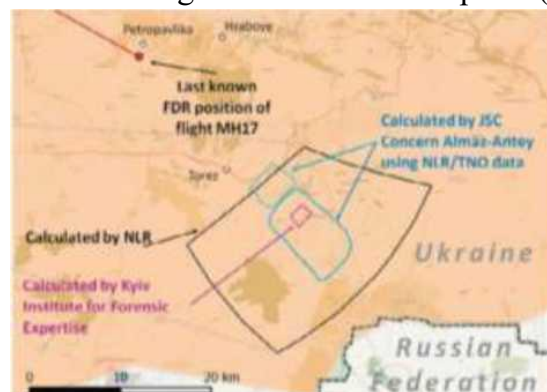 Petropavlika
Hrabove
Last known
FDR position of
flight MH17
Calculated by JSC
Concern Almaz-Antey
using NLR/TNO data
Torez
Calculated by NLR
Ukraine
Calculated by Kyiv
Institute for Forensic
Expertise
Russian
Federation
0 10 20 km